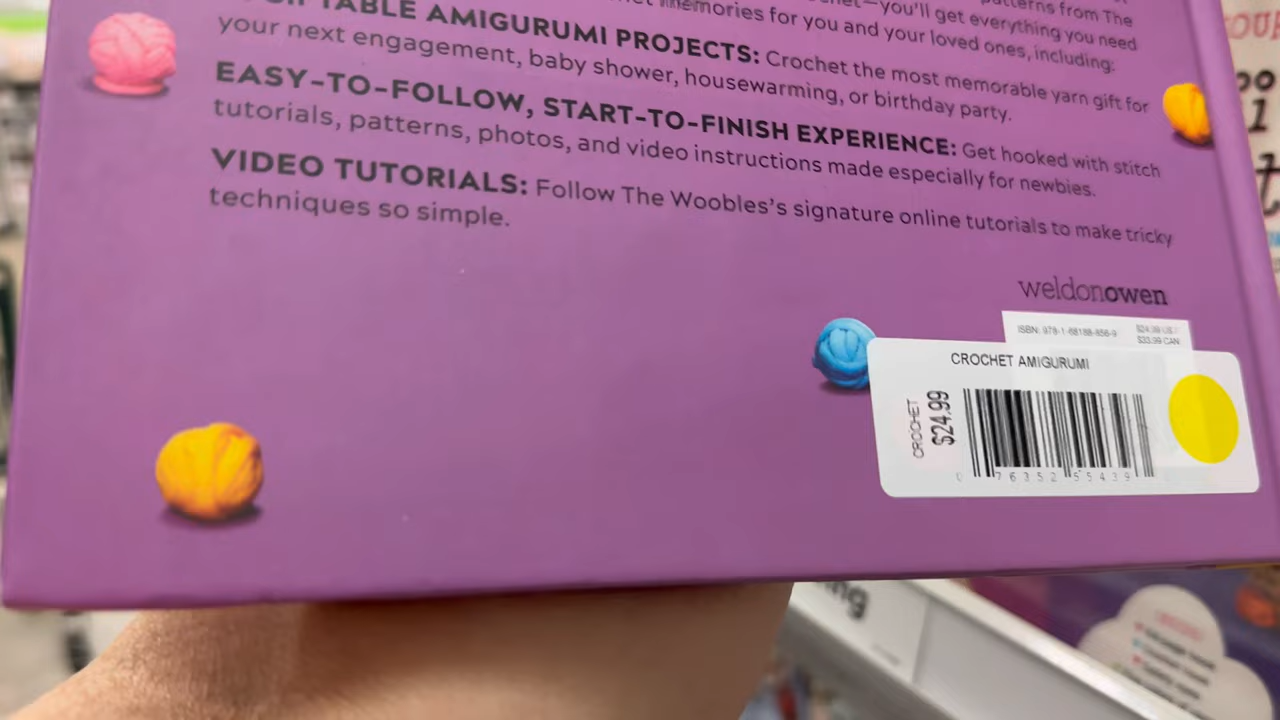 patterns from The
you'll get everything you need
memories for you and your loved ones, including:
AMIGURUMI PROJECTS: Crochet the most memorable yarn gift for
your next engagement, baby shower, housewarming, or birthday party.
EASY-TO-FOLLOW, START-TO-FINISH EXPERIENCE: Get hooked with stitch
tutorials, patterns, photos, and video instructions made especially for newbies.
VIDEO TUTORIALS: Follow The Woobles's signature online tutorials to make tricky
techniques so simple.
weldonowen
ISBN: 978-1-68188-856-9 $24.99 US
$33.99 CAN
CROCHET AMIGURUMI
CROCHET
$24.99
0 76352 55439